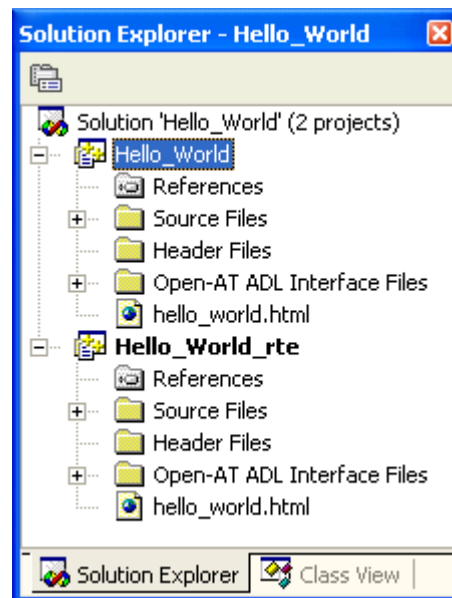 Solution Explorer - Hello_World
Solution 'Hello_World' (2 projects)
Hello_World
References
Source Files
Header Files
Open-AT ADL Interface Files
hello_world.html
Hello_World_rte
References
Source Files
Header Files
Open-AT ADL Interface Files
hello_world.html
Solution Explorer Class View